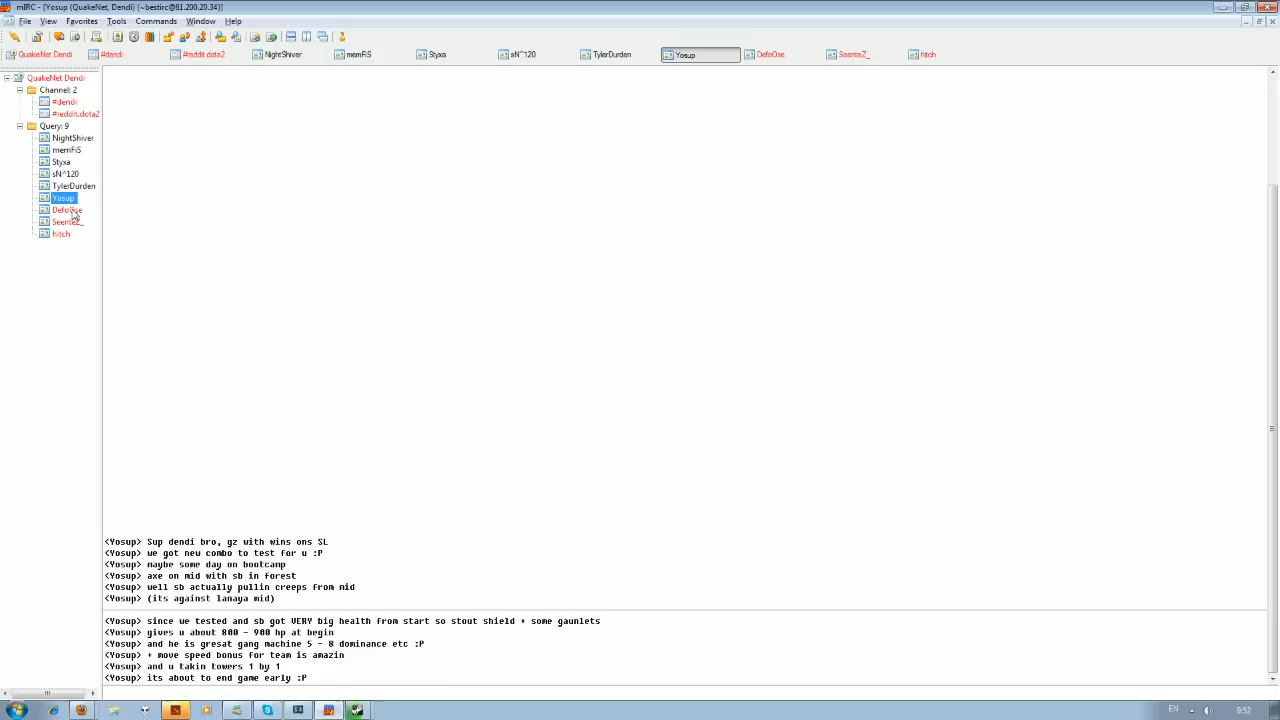 mIRC - [Yosup (QuakeNet, Dendi) (~bestirc@81.200.20.34)]
File View Favorites Tools Commands Window Help
QuakeNet Dendi #dendi #reddit.dota2 NightShiver memFiS Styxa sN^120 TylerDurden Yosup DefoOse SeenteZ_ hitch
QuakeNet Dendi
Channel: 2
#dendi
#reddit.dota2
Query: 9
NightShiver
memFiS
Styxa
sN^120
TylerDurden
Yosup
DefoOse
SeenteZ_
hitch
<Yosup> Sup dendi bro, gz with wins ons SL
<Yosup> we got new combo to test for u :P
<Yosup> maybe some day on bootcamp
<Yosup> axe on mid with sb in forest
<Yosup> well sb actually pullin creeps from mid
<Yosup> (its against lanaya mid)
<Yosup> since we tested and sb got VERY big health from start so stout shield + some gaunlets
<Yosup> gives u about 800 - 900 hp at begin
<Yosup> and he is gresat gang machine 5 - 8 dominance etc :P
<Yosup> + move speed bonus for team is amazin
<Yosup> and u takin towers 1 by 1
<Yosup> its about to end game early :P
EN 9:52